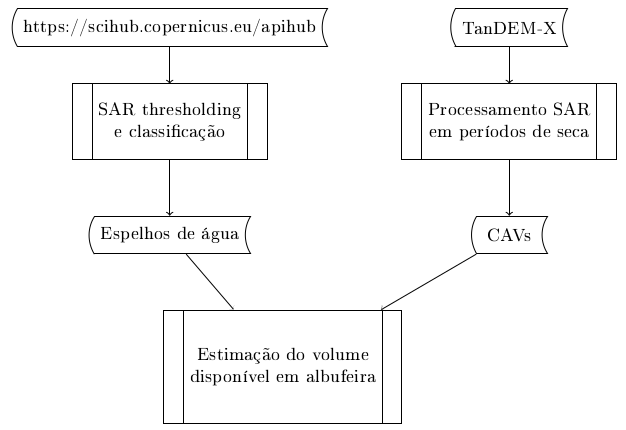 https://scihub.copernicus.eu/apihub
TanDEM-X
SAR thresholding
e classificação
Processamento SAR
em períodos de seca
Espelhos de água
CAVs
Estimação do volume
disponível em albufeira